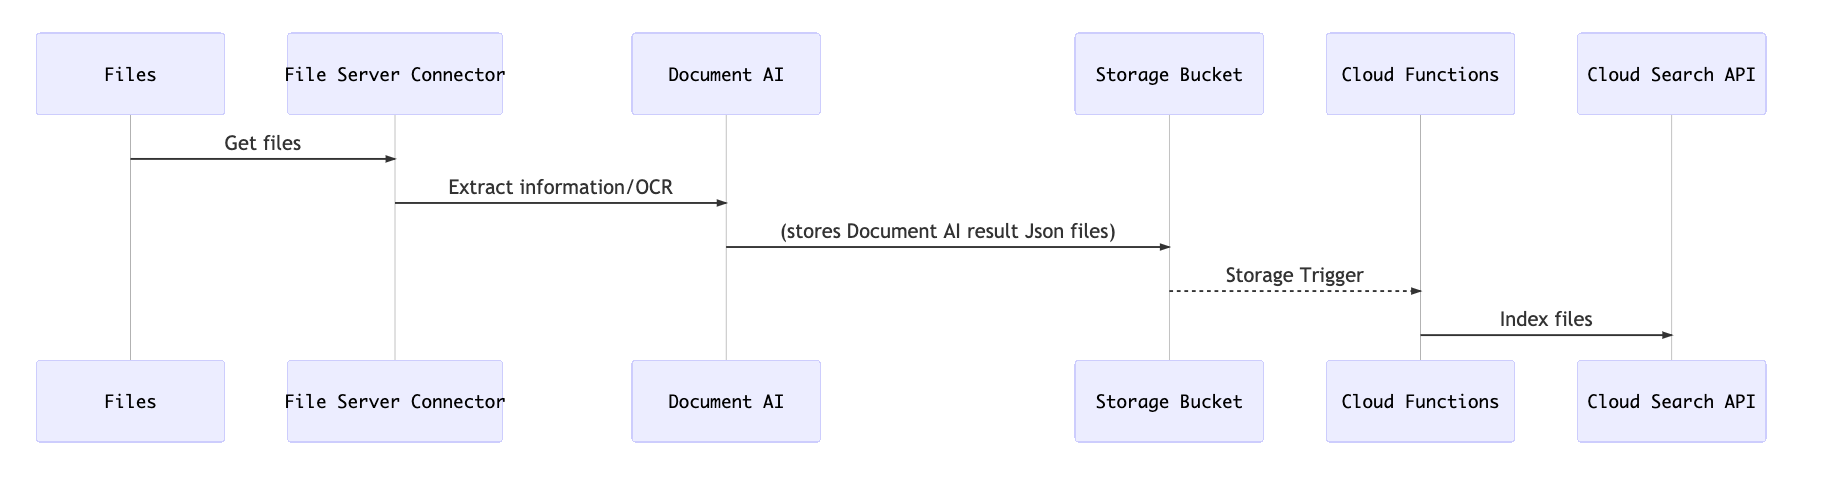 Files
File Server Connector
Document AI
Storage Bucket
Cloud Functions
Cloud Search API
Get files
Extract information/OCR
(stores Document AI result Json files)
Storage Trigger
Index files
Files
File Server Connector
Document AI
Storage Bucket
Cloud Functions
Cloud Search API